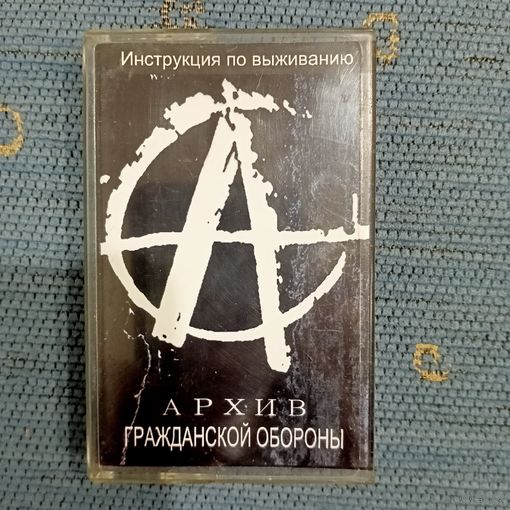 Инструкция по выживанию
АРХИВ
ГРАЖДАНСКОЙ ОБОРОНЫ